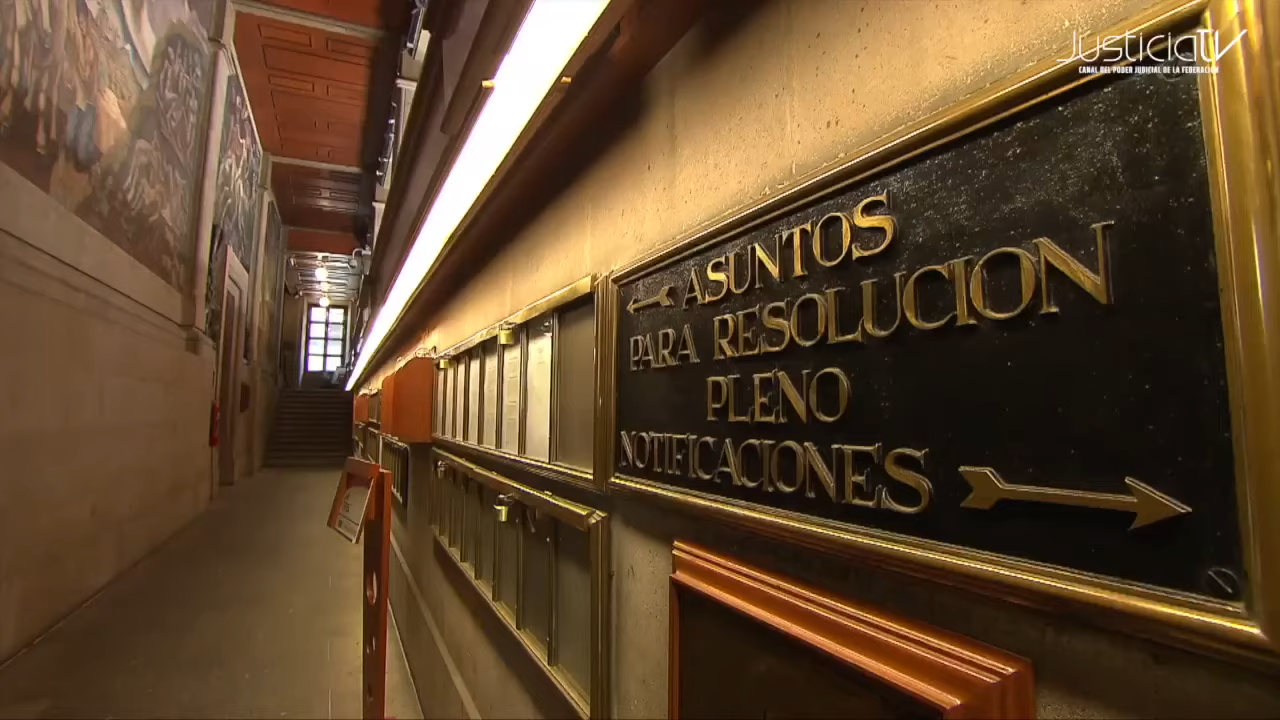 JusticiaTV
CANAL DEL PODER JUDICIAL DE LA FEDERACIÓN
ASUNTOS
PARA RESOLUCION
PLENO
NOTIFICACIONES